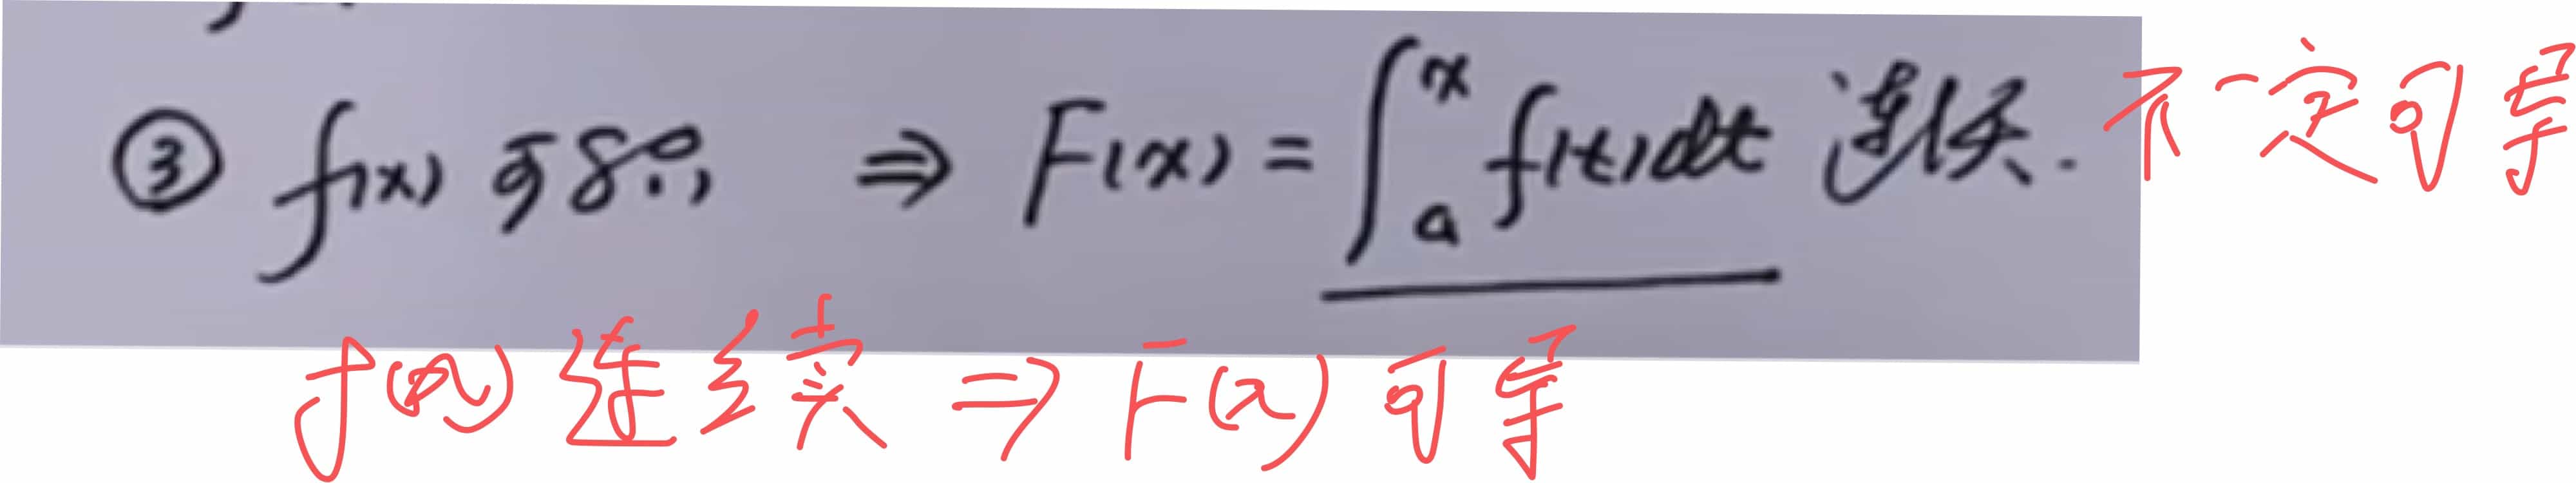 ③ f(x) 可积, ⇒ F(x) = ∫ₐˣ f(t)dt 连续. 不一定可导
f(x) 连续 ⇒ F(x) 可导